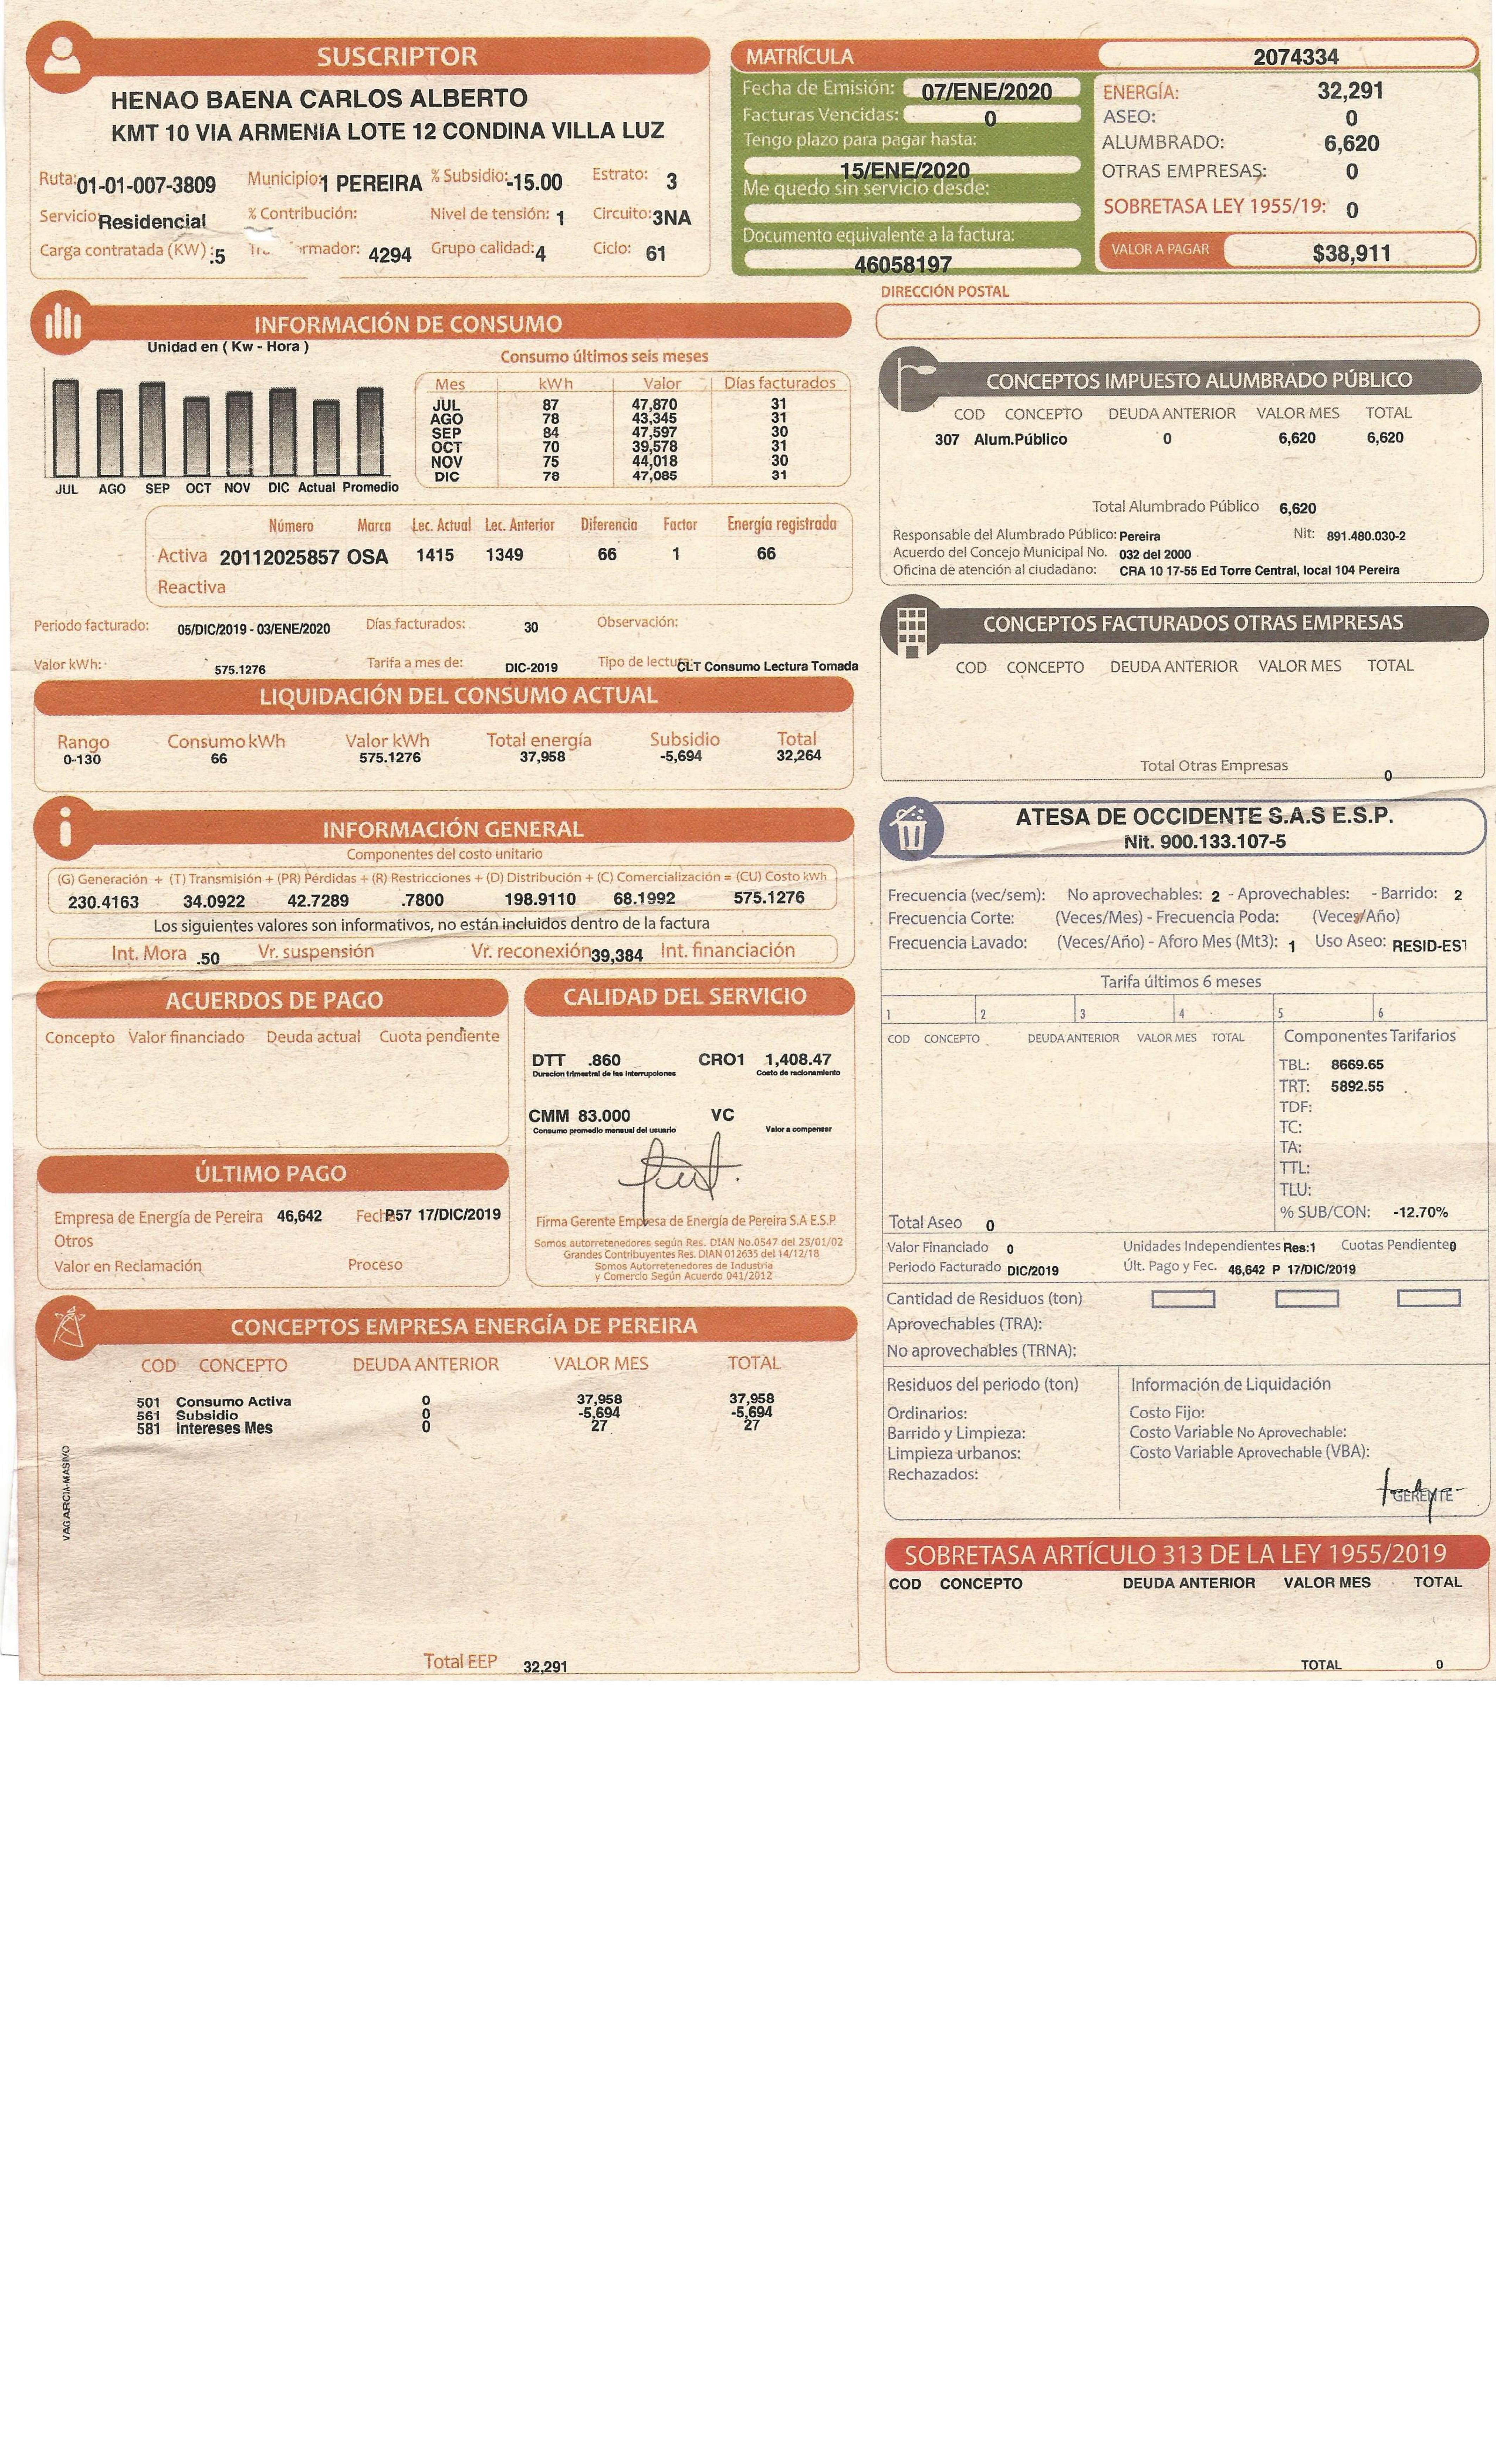 SUSCRIPTOR
HENAO BAENA CARLOS ALBERTO
KMT 10 VIA ARMENIA LOTE 12 CONDINA VILLA LUZ
Ruta: 01-01-007-3809 Municipio: 1 PEREIRA % Subsidio: -15.00 Estrato: 3
Servicio: Residencial % Contribución: Nivel de tensión: 1 Circuito: 3NA
Carga contratada (KW) :5 ormador: 4294 Grupo calidad: 4 Ciclo: 61
MATRÍCULA 2074334
Fecha de Emisión: 07/ENE/2020
Facturas Vencidas: 0
Tengo plazo para pagar hasta:
15/ENE/2020
Me quedo sin servicio desde:
Documento equivalente a la factura:
46058197
ENERGÍA: 32,291
ASEO: 0
ALUMBRADO: 6,620
OTRAS EMPRESAS: 0
SOBRETASA LEY 1955/19: 0
VALOR A PAGAR $38,911
DIRECCIÓN POSTAL
INFORMACIÓN DE CONSUMO
Unidad en ( Kw - Hora )
JUL AGO SEP OCT NOV DIC Actual Promedio
Consumo últimos seis meses
Mes kWh Valor Días facturados
JUL 87 47,870 31
AGO 78 43,345 31
SEP 84 47,597 30
OCT 70 39,578 31
NOV 75 44,018 30
DIC 78 47,085 31
Número Marca Lec. Actual Lec. Anterior Diferencia Factor Energía registrada
Activa 20112025857 OSA 1415 1349 66 1 66
Reactiva
Periodo facturado: 05/DIC/2019 - 03/ENE/2020 Días facturados: 30 Observación:
Valor kWh: 575.1276 Tarifa a mes de: DIC-2019 Tipo de lectura: CLT Consumo Lectura Tomada
LIQUIDACIÓN DEL CONSUMO ACTUAL
Rango Consumo kWh Valor kWh Total energía Subsidio Total
0-130 66 575.1276 37,958 -5,694 32,264
INFORMACIÓN GENERAL
Componentes del costo unitario
(G) Generación + (T) Transmisión + (PR) Pérdidas + (R) Restricciones + (D) Distribución + (C) Comercialización = (CU) Costo kWh
230.4163 34.0922 42.7289 .7800 198.9110 68.1992 575.1276
Los siguientes valores son informativos, no están incluidos dentro de la factura
Int. Mora .50 Vr. suspensión Vr. reconexión 39,384 Int. financiación
ACUERDOS DE PAGO
Concepto Valor financiado Deuda actual Cuota pendiente
CALIDAD DEL SERVICIO
DTT .860 CRO1 1,408.47
Duracion trimestral de las interrupciones Costo de racionamiento
CMM 83.000 VC
Consumo promedio mensual del usuario Valor a compensar
Firma Gerente Empresa de Energía de Pereira S.A E.S.P.
Somos autorretenedores según Res. DIAN No.0547 del 25/01/02
Grandes Contribuyentes Res. DIAN 012635 del 14/12/18
Somos Autorretenedores de Industria
y Comercio Según Acuerdo 041/2012
ÚLTIMO PAGO
Empresa de Energía de Pereira 46,642 Fecha P57 17/DIC/2019
Otros
Valor en Reclamación Proceso
CONCEPTOS EMPRESA ENERGÍA DE PEREIRA
COD CONCEPTO DEUDA ANTERIOR VALOR MES TOTAL
501 Consumo Activa 0 37,958 37,958
561 Subsidio 0 -5,694 -5,694
581 Intereses Mes 0 27 27
VAGARCIA-MASIVO
Total EEP 32,291
CONCEPTOS IMPUESTO ALUMBRADO PÚBLICO
COD CONCEPTO DEUDA ANTERIOR VALOR MES TOTAL
307 Alum.Público 0 6,620 6,620
Total Alumbrado Público 6,620
Responsable del Alumbrado Público: Pereira Nit: 891.480.030-2
Acuerdo del Concejo Municipal No. 032 del 2000
Oficina de atención al ciudadano: CRA 10 17-55 Ed Torre Central, local 104 Pereira
CONCEPTOS FACTURADOS OTRAS EMPRESAS
COD CONCEPTO DEUDA ANTERIOR VALOR MES TOTAL
Total Otras Empresas 0
ATESA DE OCCIDENTE S.A.S E.S.P.
Nit. 900.133.107-5
Frecuencia (vec/sem): No aprovechables: 2 - Aprovechables: - Barrido: 2
Frecuencia Corte: (Veces/Mes) - Frecuencia Poda: (Veces/Año)
Frecuencia Lavado: (Veces/Año) - Aforo Mes (Mt3): 1 Uso Aseo: RESID-EST
Tarifa últimos 6 meses
1 2 3 4 5 6
COD CONCEPTO DEUDA ANTERIOR VALOR MES TOTAL Componentes Tarifarios
TBL: 8669.65
TRT: 5892.55
TDF:
TC:
TA:
TTL:
TLU:
% SUB/CON: -12.70%
Total Aseo 0
Valor Financiado 0 Unidades Independientes Res:1 Cuotas Pendientes 0
Periodo Facturado DIC/2019 Últ. Pago y Fec. 46,642 P 17/DIC/2019
Cantidad de Residuos (ton)
Aprovechables (TRA):
No aprovechables (TRNA):
Residuos del periodo (ton)
Ordinarios:
Barrido y Limpieza:
Limpieza urbanos:
Rechazados:
Información de Liquidación
Costo Fijo:
Costo Variable No Aprovechable:
Costo Variable Aprovechable (VBA):
GERENTE
SOBRETASA ARTÍCULO 313 DE LA LEY 1955/2019
COD CONCEPTO DEUDA ANTERIOR VALOR MES TOTAL
TOTAL 0